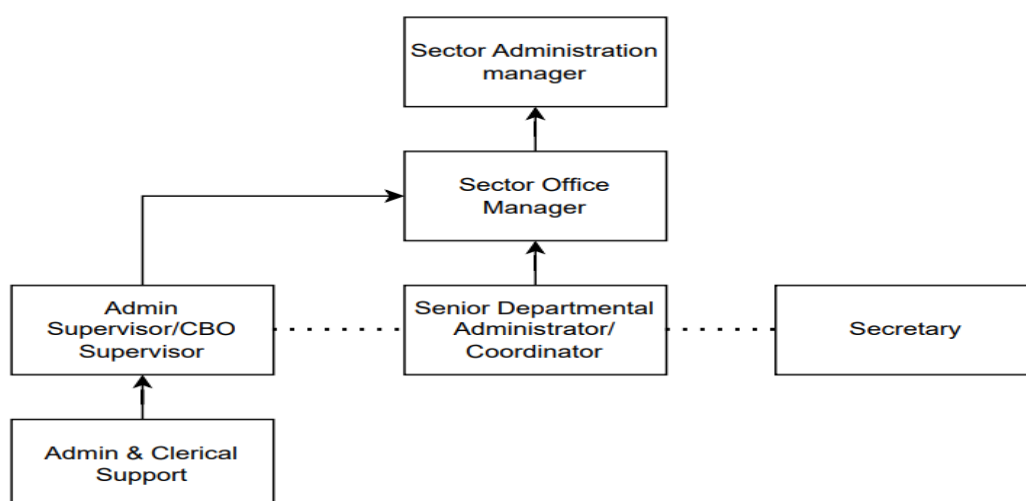 Sector Administration
manager
Sector Office
Manager
Admin
Supervisor/CBO
Supervisor
Senior Departmental
Administrator/
Coordinator
Secretary
Admin & Clerical
Support